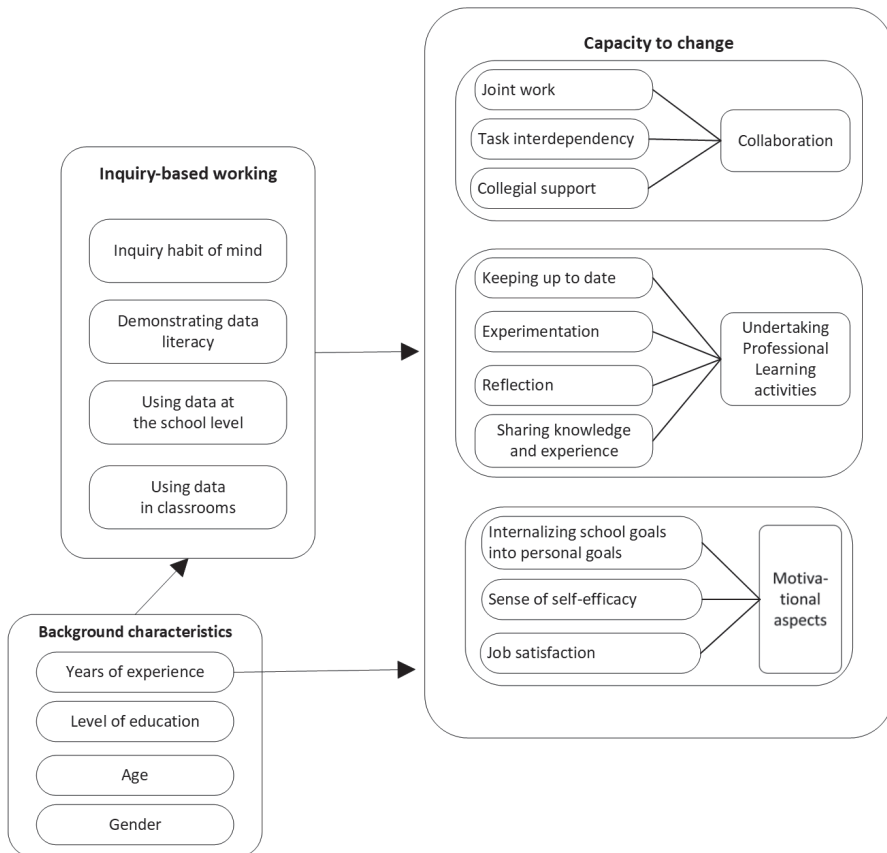 Inquiry-based working
Inquiry habit of mind
Demonstrating data
literacy
Using data at
the school level
Using data
in classrooms
Background characteristics
Years of experience
Level of education
Age
Gender
Capacity to change
Joint work
Task interdependency
Collegial support
Collaboration
Keeping up to date
Experimentation
Reflection
Sharing knowledge
and experience
Undertaking
Professional
Learning
activities
Internalizing school goals
into personal goals
Sense of self-efficacy
Job satisfaction
Motiva-
tional
aspects